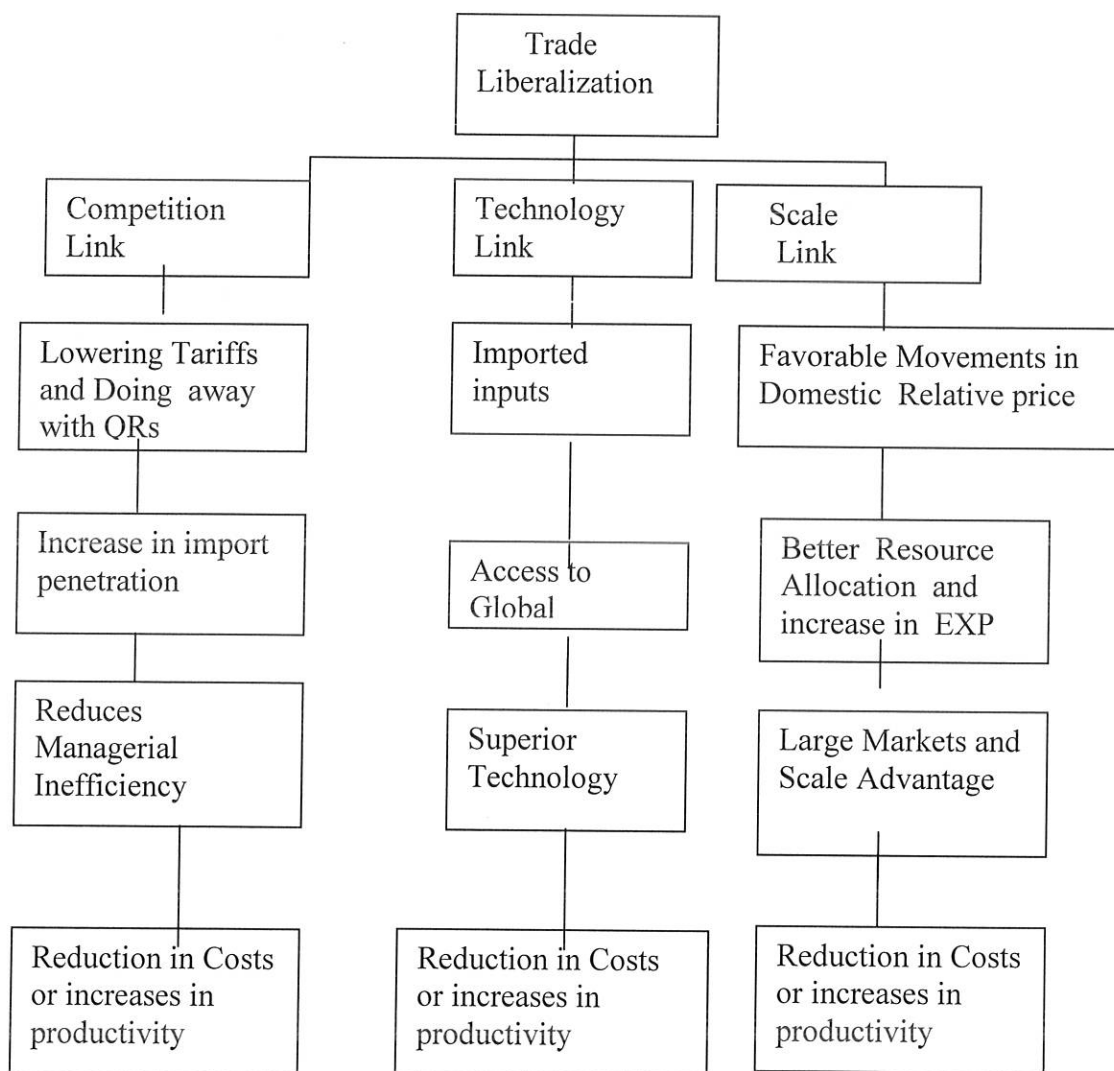 Trade
Liberalization
Competition
Link
Technology
Link
Scale
Link
Lowering Tariffs
and Doing away
with QRs
Imported
inputs
Favorable Movements in
Domestic Relative price
Increase in import
penetration
Access to
Global
Better Resource
Allocation and
increase in EXP
Reduces
Managerial
Inefficiency
Superior
Technology
Large Markets and
Scale Advantage
Reduction in Costs
or increases in
productivity
Reduction in Costs
or increases in
productivity
Reduction in Costs
or increases in
productivity